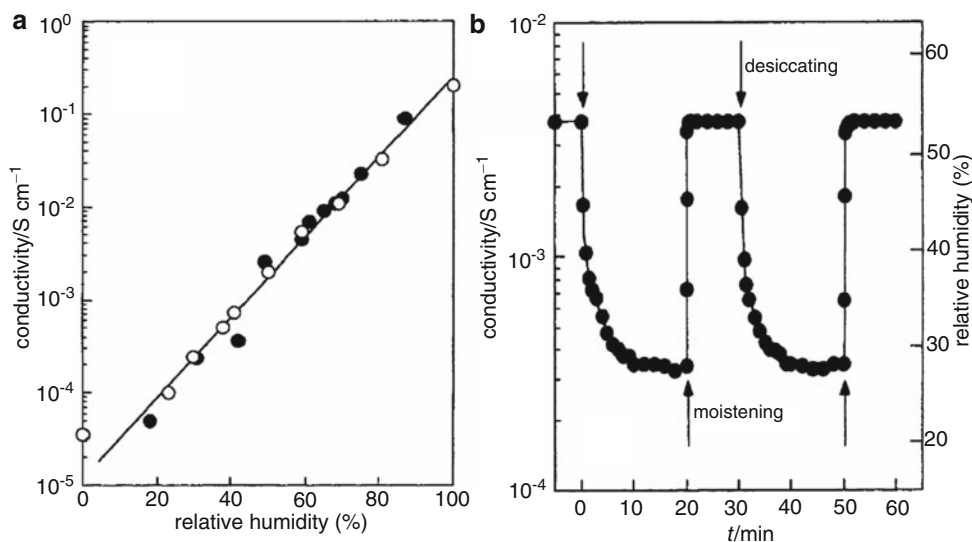 a
conductivity/S cm⁻¹
10⁰
10⁻¹
10⁻²
10⁻³
10⁻⁴
10⁻⁵
0 20 40 60 80 100
relative humidity (%)
b
conductivity/S cm⁻¹
10⁻²
10⁻³
10⁻⁴
desiccating
moistening
60
50
40
30
20
relative humidity (%)
0 10 20 30 40 50 60
t/min